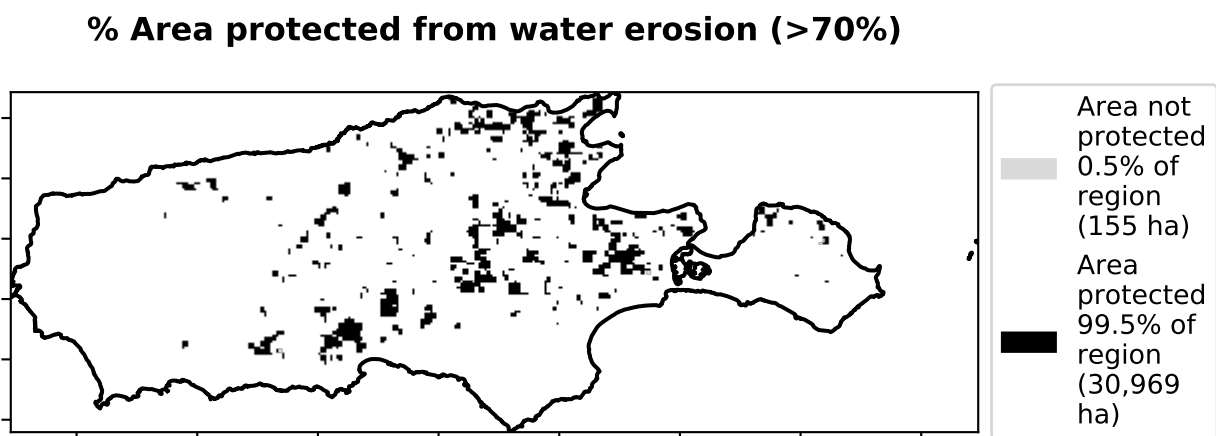 % Area protected from water erosion (>70%)
Area not
protected
0.5% of
region
(155 ha)
Area
protected
99.5% of
region
(30,969
ha)